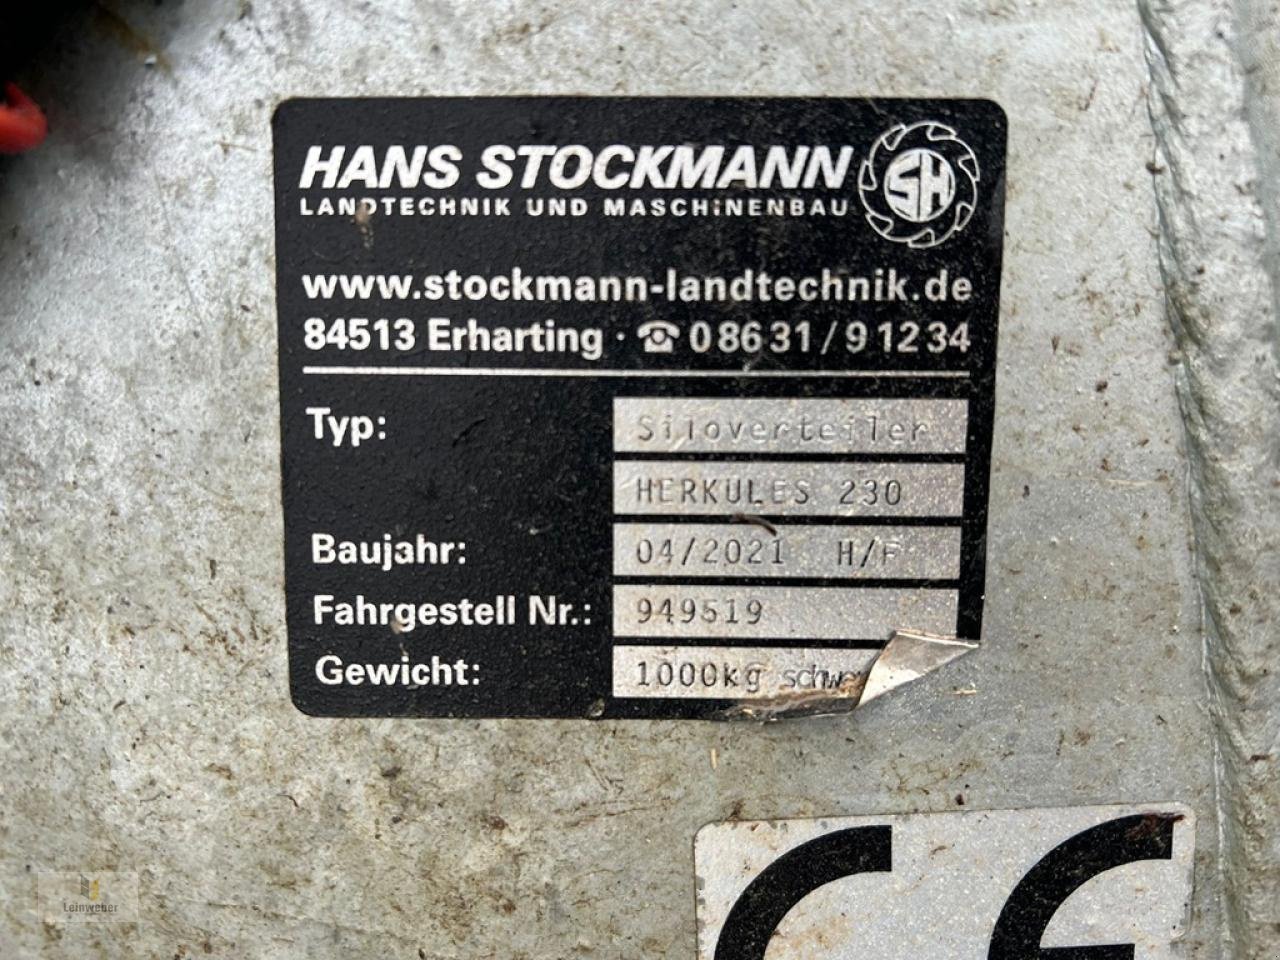 HANS STOCKMANN
LANDTECHNIK UND MASCHINENBAU
SH
www.stockmann-landtechnik.de
84513 Erharting · ☎ 08631/91234
Typ: Siloverteiler
HERKULES 230
Baujahr: 04/2021 H/F
Fahrgestell Nr.: 949519
Gewicht: 1000kg
CE
Leinweber